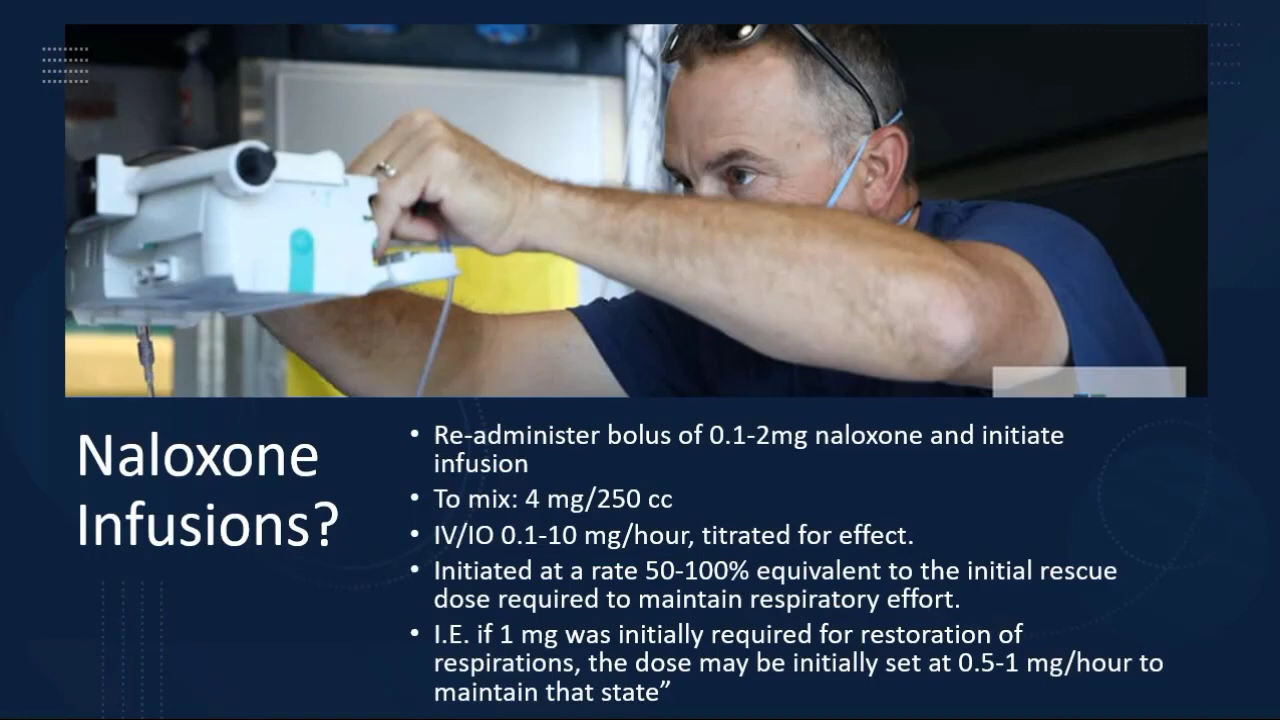 Naloxone
Infusions?
• Re-administer bolus of 0.1-2mg naloxone and initiate
infusion
• To mix: 4 mg/250 cc
• IV/IO 0.1-10 mg/hour, titrated for effect.
• Initiated at a rate 50-100% equivalent to the initial rescue
dose required to maintain respiratory effort.
• I.E. if 1 mg was initially required for restoration of
respirations, the dose may be initially set at 0.5-1 mg/hour to
maintain that state”